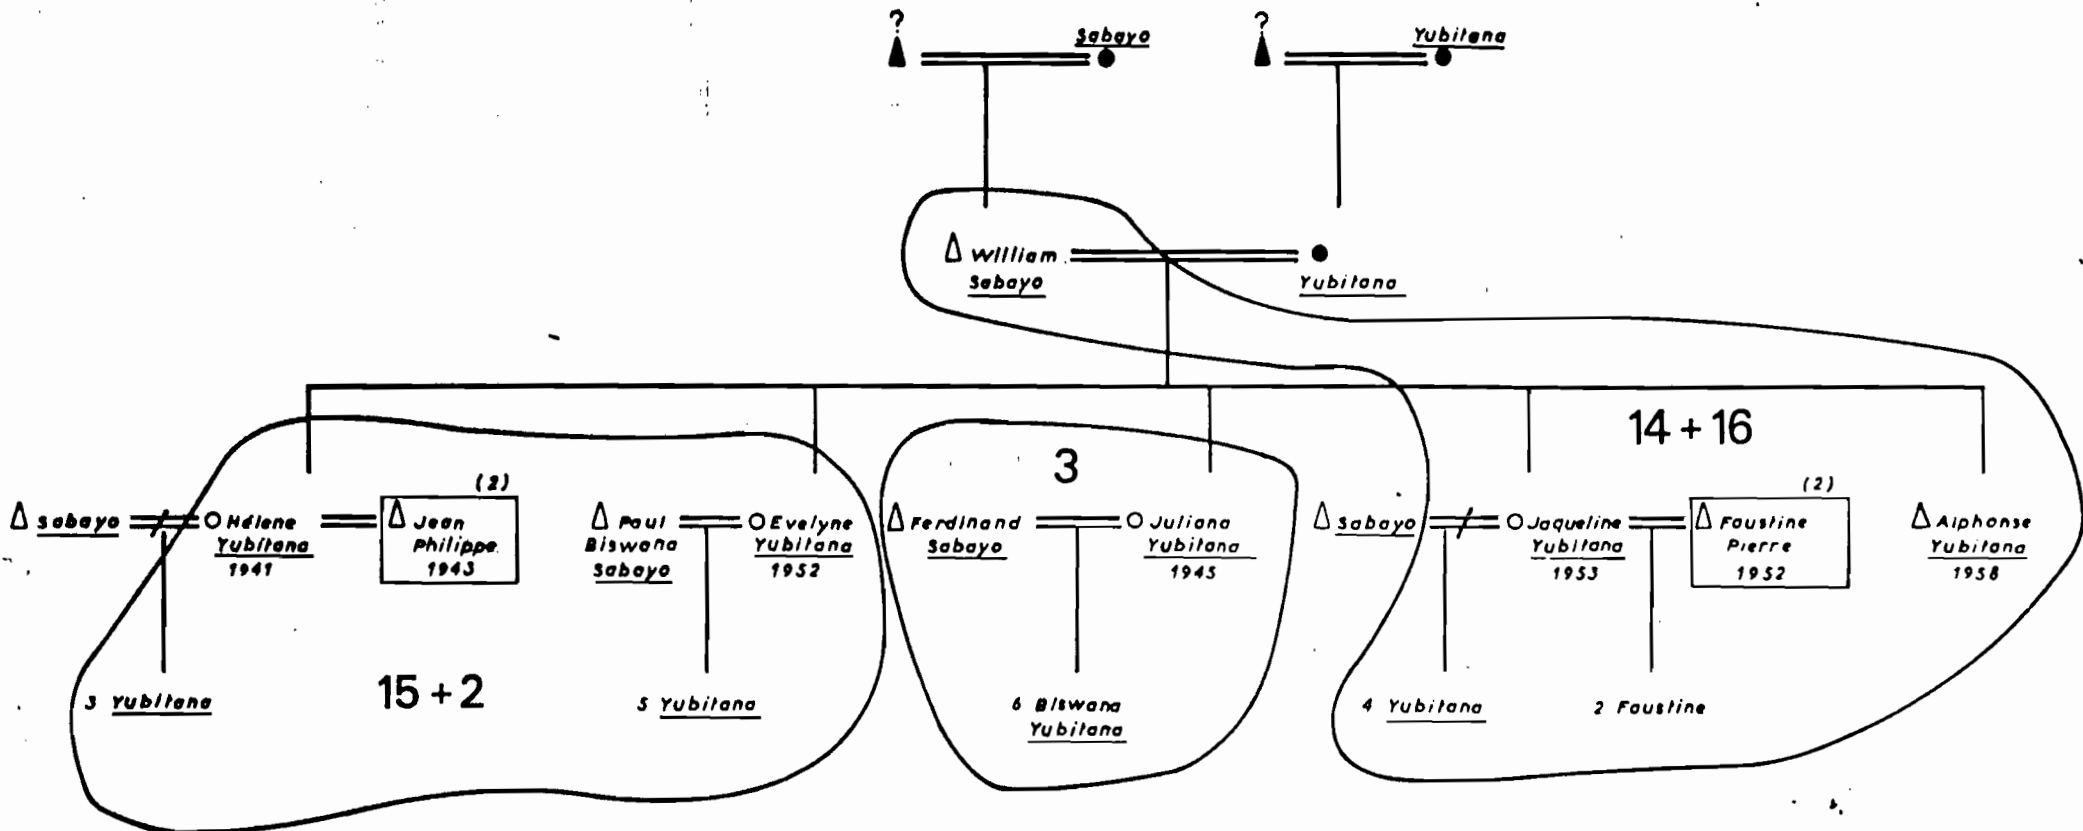 ? ?
Sabayo Yubitana
William
Sabayo Yubitana
14 + 16
3
(2) (2)
Sabayo Hélene Jean Paul Evelyne Ferdinand Juliana Sabayo Jaqueline Faustine Alphonse
Yubitana Philippe Biswana Yubitana Sabayo Yubitana Yubitana Pierre Yubitana
1941 1943 Sabayo 1952 1945 1953 1952 1958
15 + 2
3 Yubitana 5 Yubitana 6 Biswana 4 Yubitana 2 Faustine
Yubitana